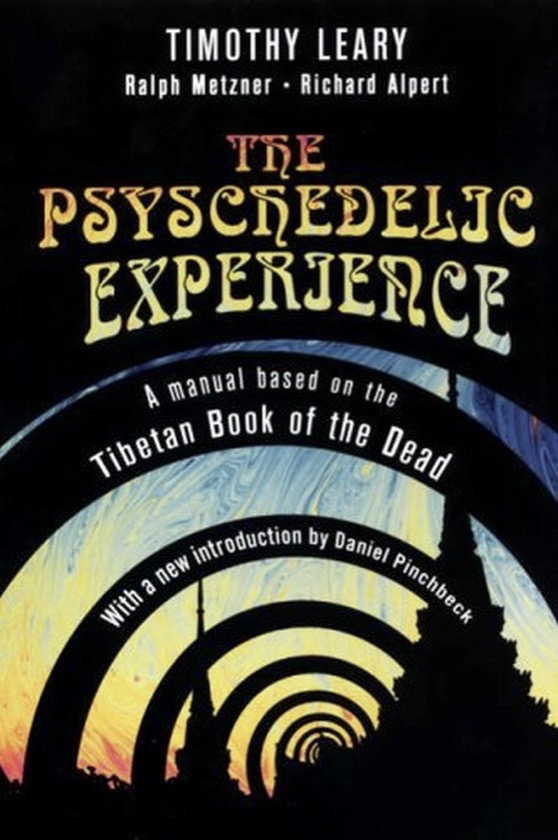 TIMOTHY LEARY
Ralph Metzner • Richard Alpert
THE
PSYSCHEDELIC
EXPERIENCE
A manual based on the
Tibetan Book of the Dead
With a new introduction by Daniel Pinchbeck